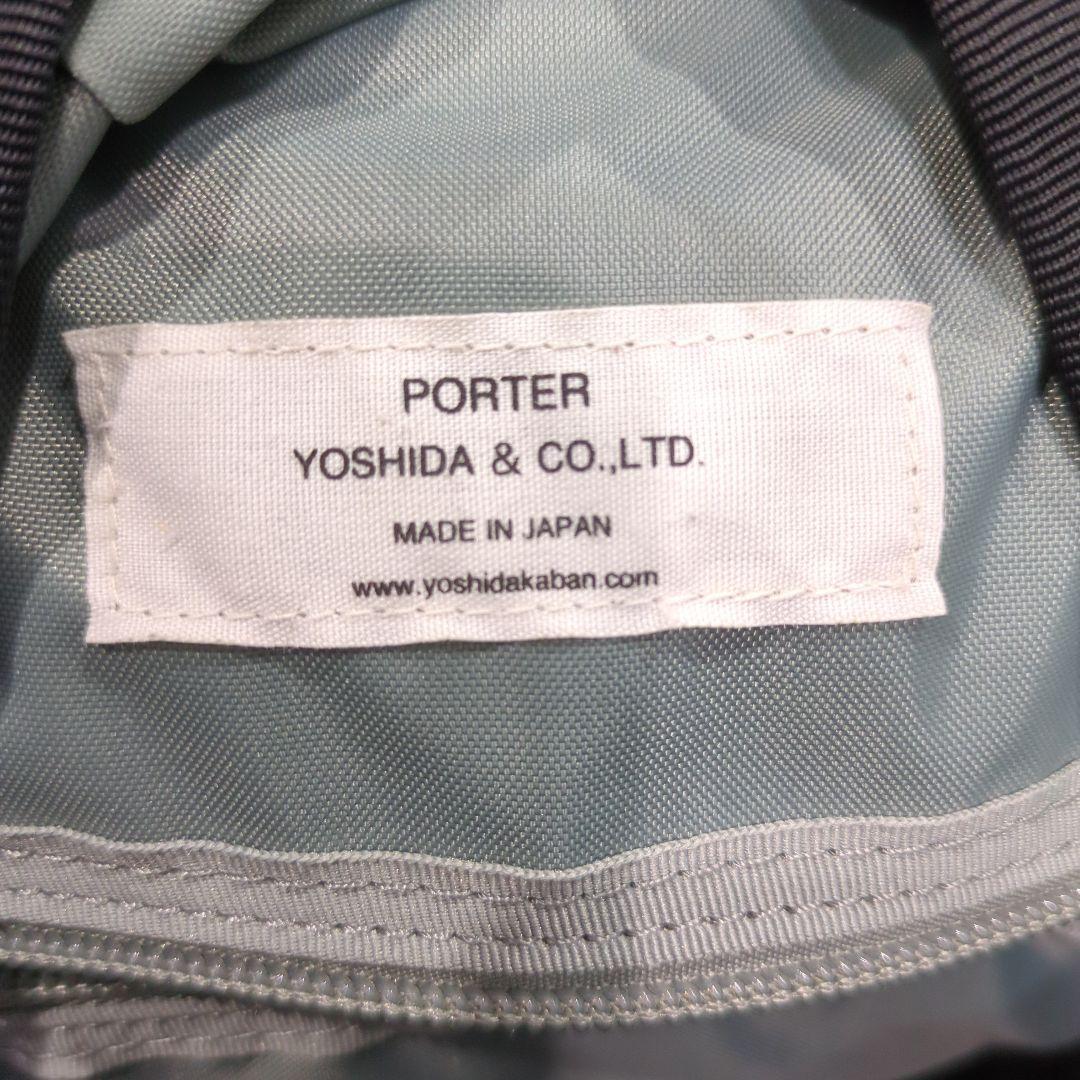 PORTER
YOSHIDA & CO.,LTD.
MADE IN JAPAN
www.yoshidakaban.com